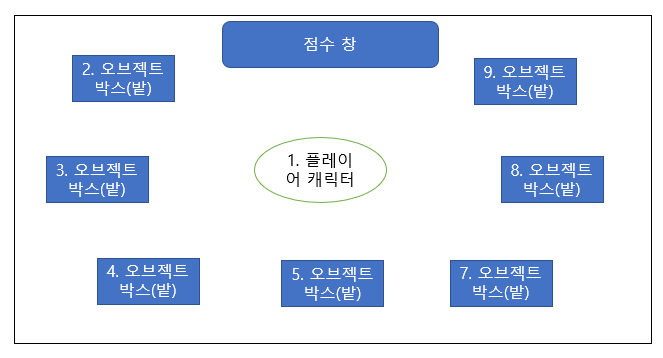 점수 창
2. 오브젝트
박스(밭)
9. 오브젝트
박스(밭)
1. 플레이
어 캐릭터
3. 오브젝트
박스(밭)
8. 오브젝트
박스(밭)
4. 오브젝트
박스(밭)
5. 오브젝트
박스(밭)
7. 오브젝트
박스(밭)